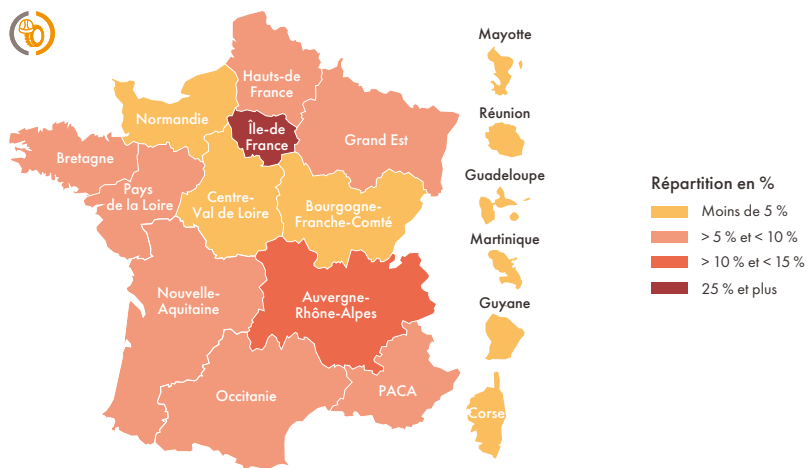 Mayotte
Hauts-de
France
Normandie
Île-de
France
Grand Est
Réunion
Bretagne
Pays
de la Loire
Centre-
Val de Loire
Bourgogne-
Franche-Comté
Guadeloupe
Martinique
Nouvelle-
Aquitaine
Auvergne-
Rhône-Alpes
Guyane
Occitanie
PACA
Corse
Répartition en %
Moins de 5 %
> 5 % et < 10 %
> 10 % et < 15 %
25 % et plus